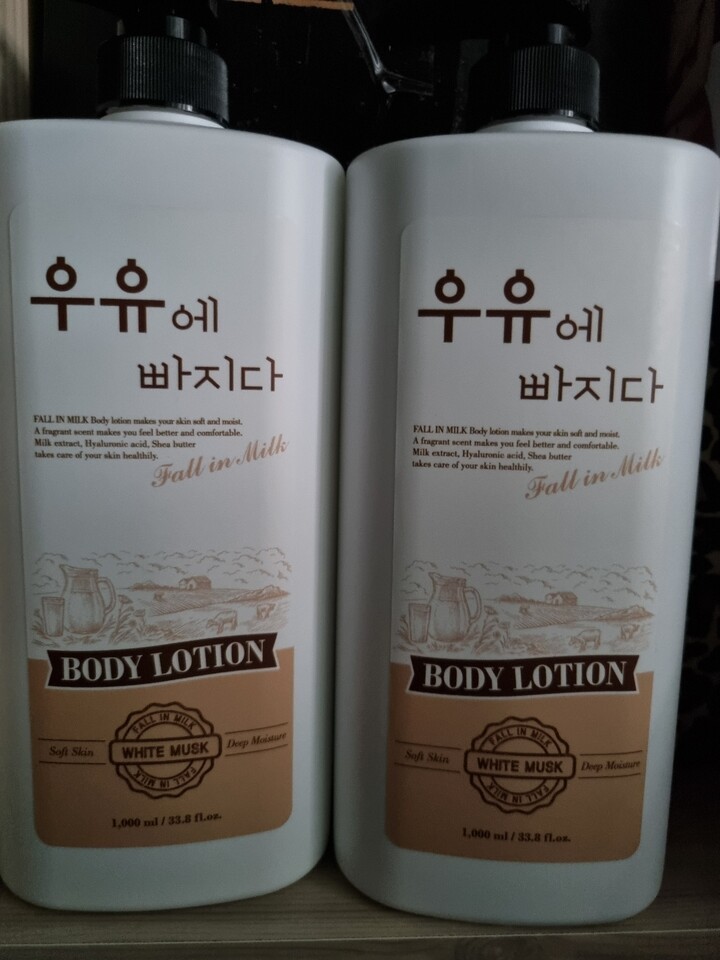 우유에
빠지다
FALL IN MILK Body lotion makes your skin soft and moist.
A fragrant scent makes you feel better and comfortable.
Milk extract, Hyaluronic acid, Shea butter
takes care of your skin healthily.
Fall in Milk
BODY LOTION
FALL IN MILK
Soft Skin
WHITE MUSK
Deep Moisture
FALL IN MILK
1,000 ml / 33.8 fl.oz.
우유에
빠지다
FALL IN MILK Body lotion makes your skin soft and moist.
A fragrant scent makes you feel better and comfortable.
Milk extract, Hyaluronic acid, Shea butter
takes care of your skin healthily.
Fall in Milk
BODY LOTION
FALL IN MILK
Soft Skin
WHITE MUSK
Deep Moisture
FALL IN MILK
1,000 ml / 33.8 fl.oz.